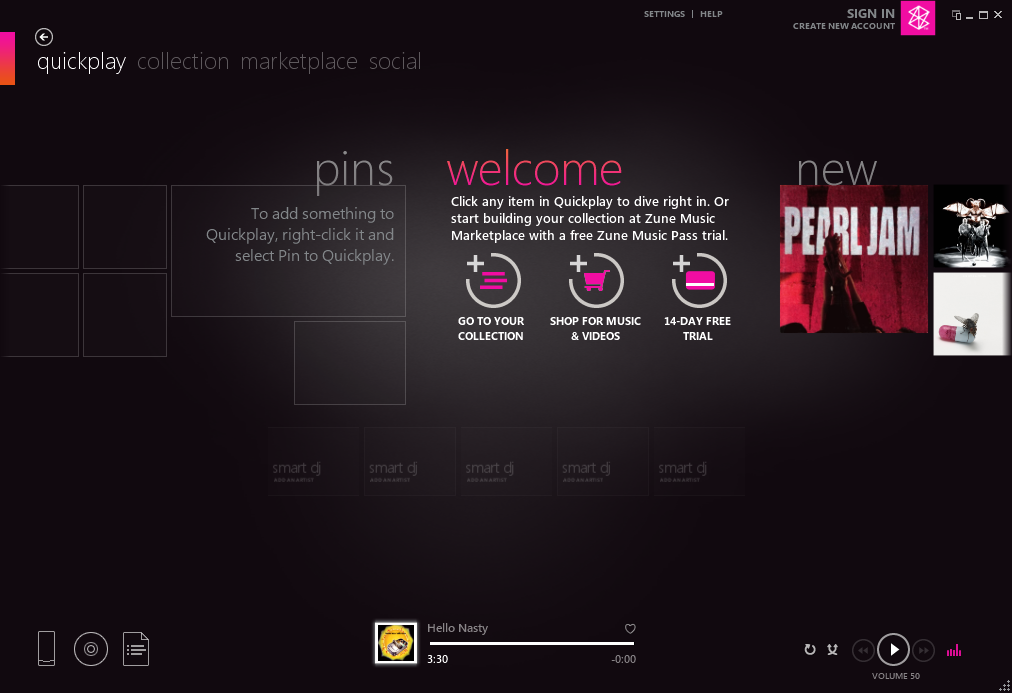 SETTINGS | HELP
SIGN IN
CREATE NEW ACCOUNT
quickplay collection marketplace social
pins
welcome
new
To add something to
Quickplay, right-click it and
select Pin to Quickplay.
Click any item in Quickplay to dive right in. Or
start building your collection at Zune Music
Marketplace with a free Zune Music Pass trial.
GO TO YOUR
COLLECTION
SHOP FOR MUSIC
& VIDEOS
14-DAY FREE
TRIAL
PEARL JAM
smart dj
ADD AN ARTIST
smart dj
ADD AN ARTIST
smart dj
ADD AN ARTIST
smart dj
ADD AN ARTIST
smart dj
ADD AN ARTIST
Hello Nasty
3:30
-0:00
VOLUME 50